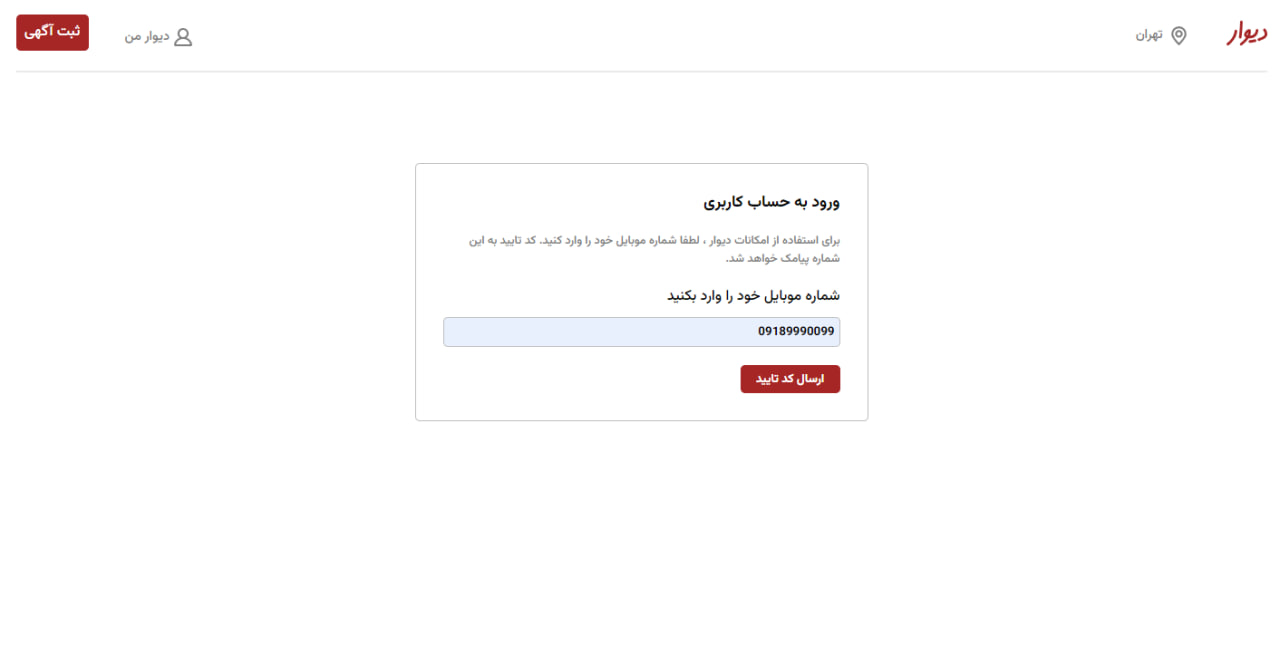 دیوار
تهران
دیوار من
ثبت آگهی
ورود به حساب کاربری
برای استفاده از امکانات دیوار ، لطفا شماره موبایل خود را وارد کنید. کد تایید به این
شماره پیامک خواهد شد.
شماره موبایل خود را وارد بکنید
09189990099
ارسال کد تایید